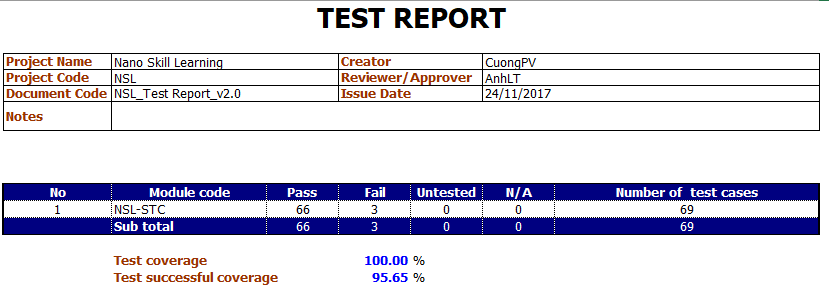 TEST REPORT
Project Name Nano Skill Learning Creator CuongPV
Project Code NSL Reviewer/Approver AnhLT
Document Code NSL_Test Report_v2.0 Issue Date 24/11/2017
Notes
No Module code Pass Fail Untested N/A Number of test cases
1 NSL-STC 66 3 0 0 69
Sub total 66 3 0 0 69
Test coverage 100.00 %
Test successful coverage 95.65 %